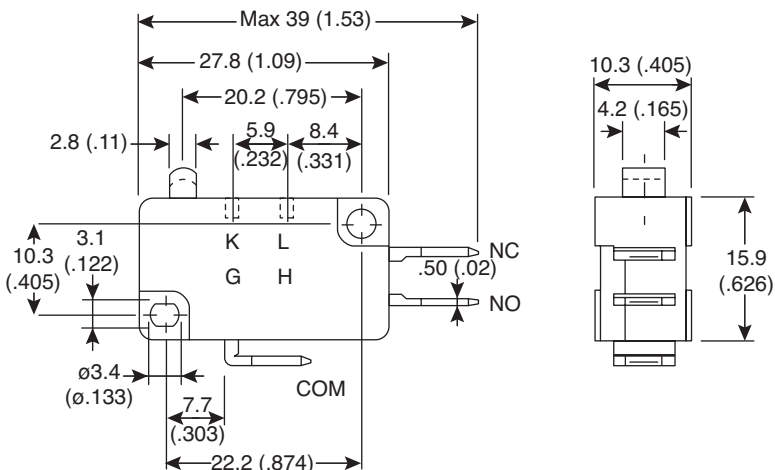 Max 39 (1.53)
27.8 (1.09)
20.2 (.795)
2.8 (.11)
5.9
(.232)
8.4
(.331)
10.3
(.405)
3.1
(.122)
K L
G H
NC
.50 (.02)
NO
ø3.4
(ø.133)
COM
7.7
(.303)
22.2 (.874)
10.3 (.405)
4.2 (.165)
15.9
(.626)